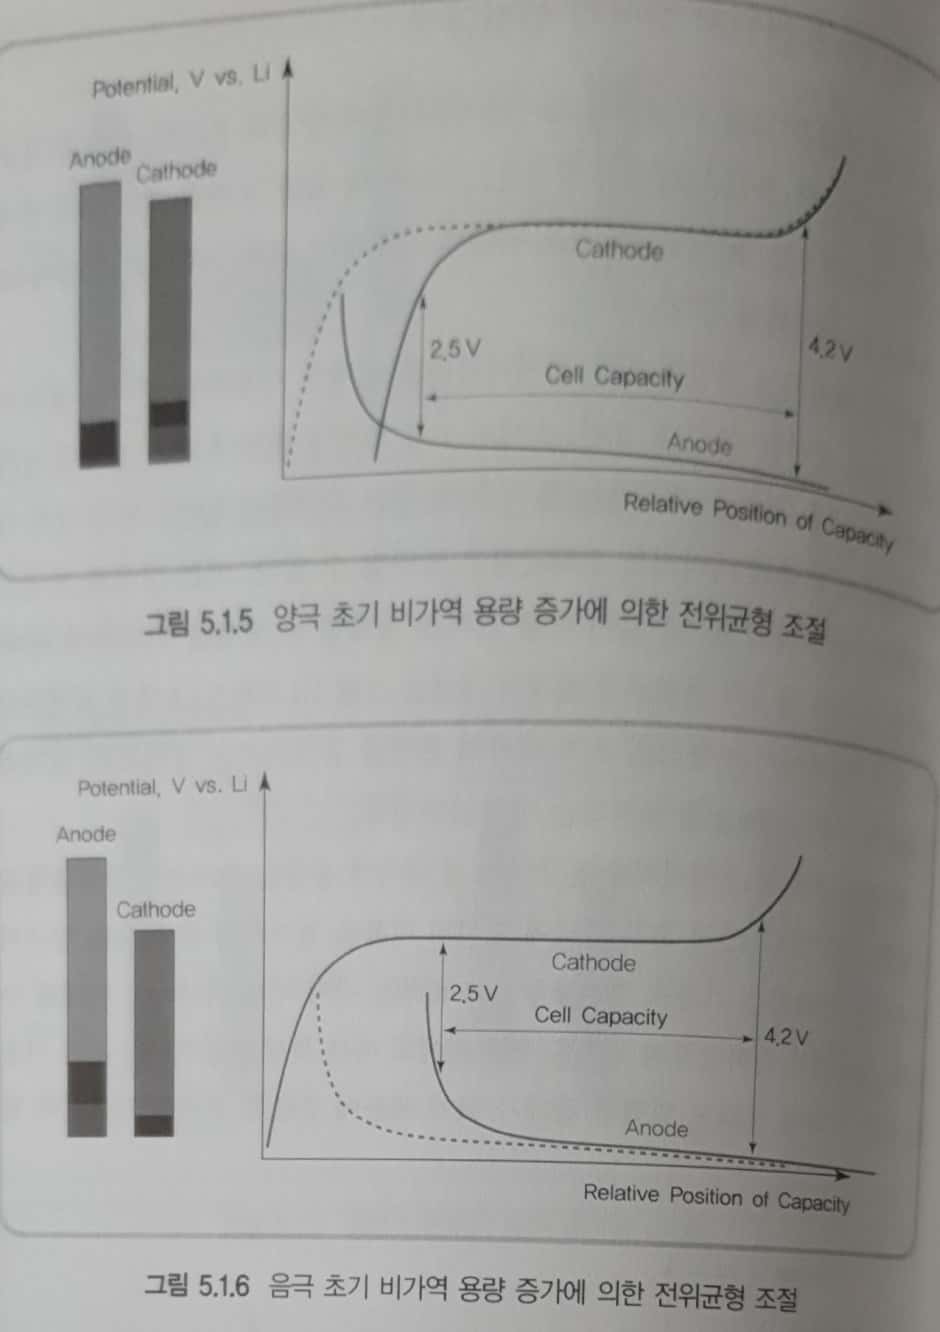 Potential, V vs. Li
Anode
Cathode
Cathode
2.5 V
4.2 V
Cell Capacity
Anode
Relative Position of Capacity
그림 5.1.5 양극 초기 비가역 용량 증가에 의한 전위균형 조절
Potential, V vs. Li
Anode
Cathode
Cathode
2.5 V
Cell Capacity
4.2 V
Anode
Relative Position of Capacity
그림 5.1.6 음극 초기 비가역 용량 증가에 의한 전위균형 조절